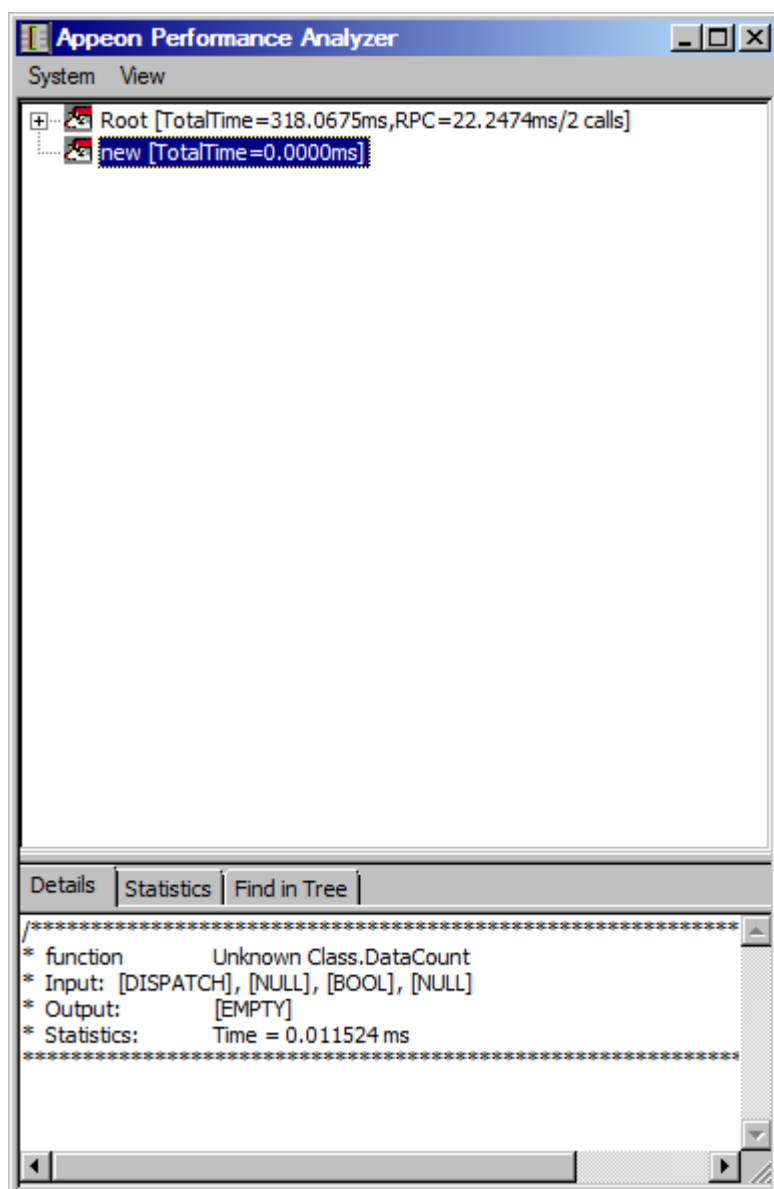 Appeon Performance Analyzer
System View
Root [TotalTime=318.0675ms,RPC=22.2474ms/2 calls]
new [TotalTime=0.0000ms]
Details Statistics Find in Tree
/***********************************************************
* function Unknown Class.DataCount
* Input: [DISPATCH], [NULL], [BOOL], [NULL]
* Output: [EMPTY]
* Statistics: Time = 0.011524 ms
************************************************************